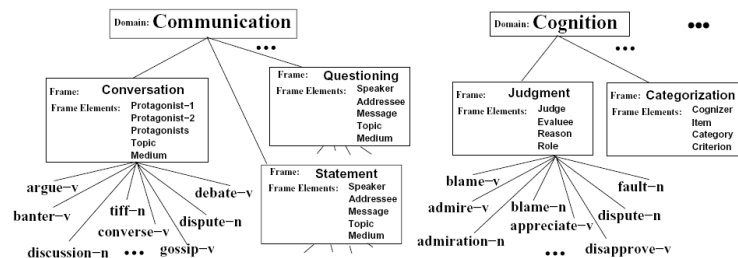 Domain: Communication
...
Frame: Conversation
Frame Elements: Protagonist−1
Protagonist−2
Protagonists
Topic
Medium
argue−v
banter−v
discussion−n
tiff−n
converse−v
...
gossip−v
dispute−n
debate−v
Frame: Questioning
Frame Elements: Speaker
Addressee
Message
Topic
Medium
Frame: Statement
Frame Elements: Speaker
Addressee
Message
Topic
Medium
Domain: Cognition
...
...
Frame: Judgment
Frame Elements: Judge
Evaluee
Reason
Role
blame−v
admire−v
admiration−n
blame−n
appreciate−v
...
disapprove−v
dispute−n
fault−n
Frame: Categorization
Frame Elements: Cognizer
Item
Category
Criterion